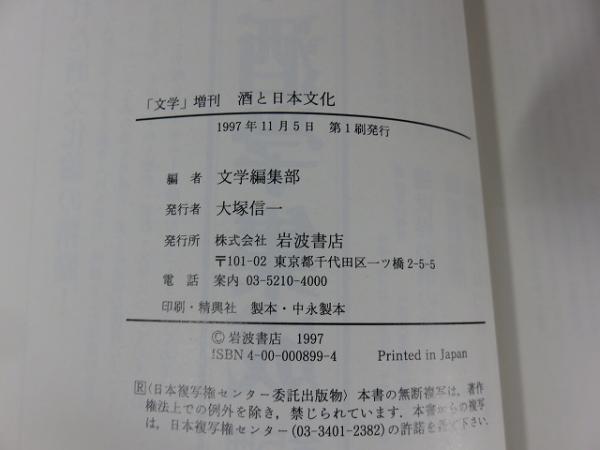 「文学」増刊 酒と日本文化
1997年11月5日 第1刷発行
編者 文学編集部
発行者 大塚信一
発行所 株式会社 岩波書店
〒101-02 東京都千代田区一ツ橋2-5-5
電話 案内 03-5210-4000
印刷・精興社 製本・中永製本
© 岩波書店 1997
ISBN4-00-000899-4 Printed in Japan
Ⓡ〈日本複写権センター委託出版物〉本書の無断複写は,著作
権法上での例外を除き,禁じられています.本書からの複写
は,日本複写権センター(03-3401-2382)の許諾を得て下さい.